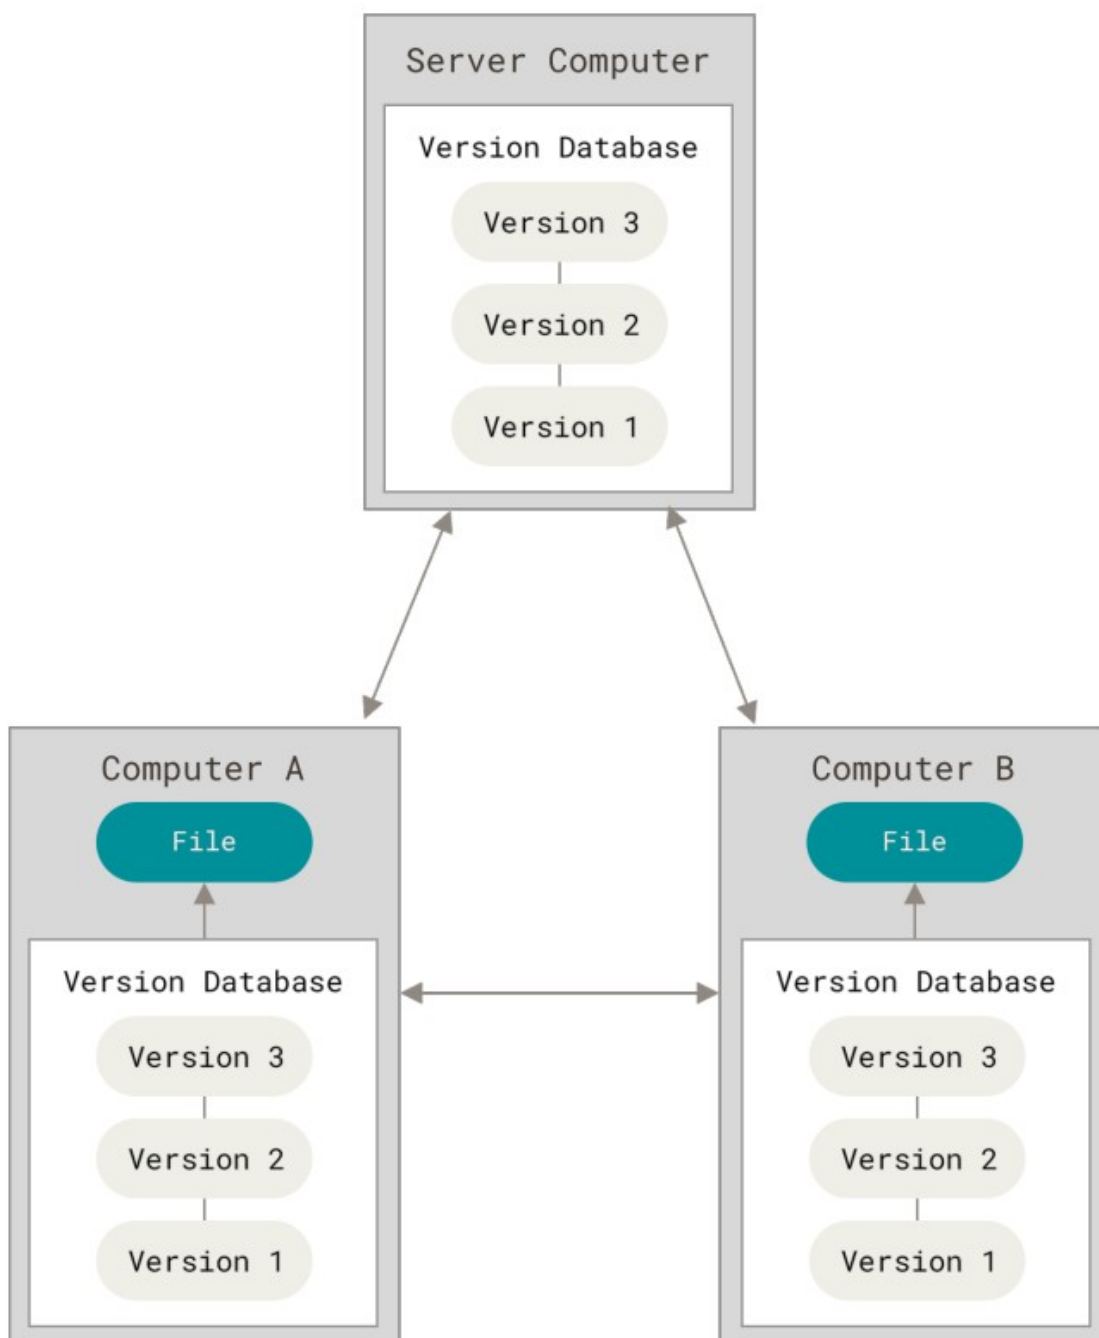 Server Computer
Version Database
Version 3
Version 2
Version 1
Computer A
File
Version Database
Version 3
Version 2
Version 1
Computer B
File
Version Database
Version 3
Version 2
Version 1